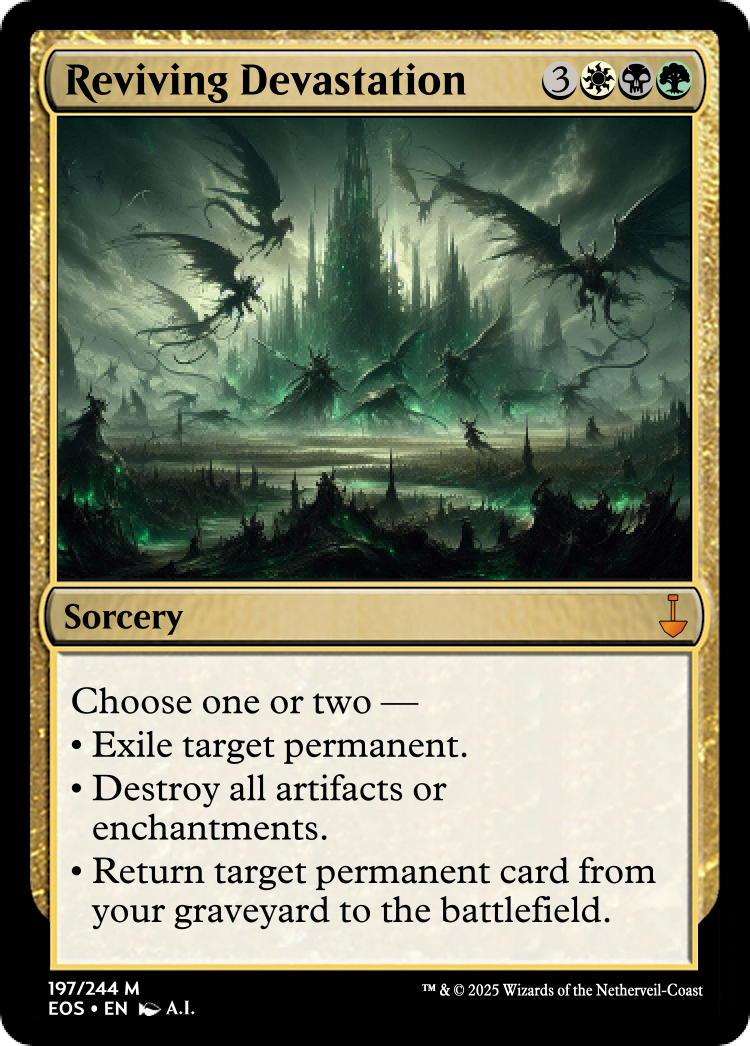 Reviving Devastation 3
Sorcery
Choose one or two —
• Exile target permanent.
• Destroy all artifacts or
enchantments.
• Return target permanent card from
your graveyard to the battlefield.
197/244 M
™ & © 2025 Wizards of the Netherveil-Coast
EOS • EN A.I.